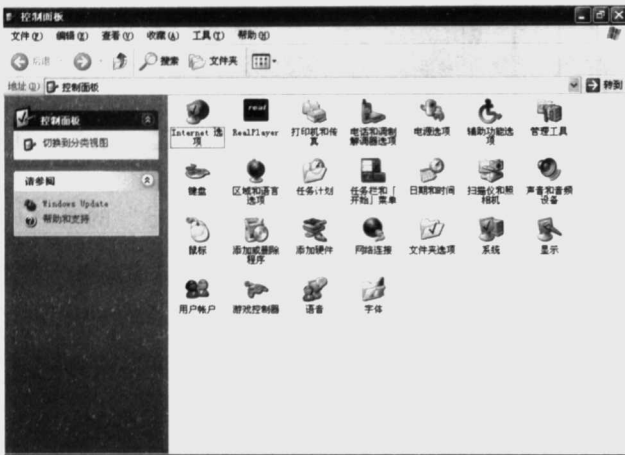 控制面板
文件(F) 编辑(E) 查看(V) 收藏(A) 工具(T) 帮助(H)
后退 搜索 文件夹
地址(D) 控制面板 转到
控制面板
切换到分类视图
请参阅
Windows Update
帮助和支持
real
Internet 选项
RealPlayer
打印机和传真
电话和调制解调器选项
电源选项
辅助功能选项
管理工具
键盘
区域和语言选项
任务计划
任务栏和「开始」菜单
日期和时间
扫描仪和照相机
声音和音频设备
鼠标
添加或删除程序
添加硬件
网络连接
文件夹选项
系统
显示
用户帐户
游戏控制器
语音
字体